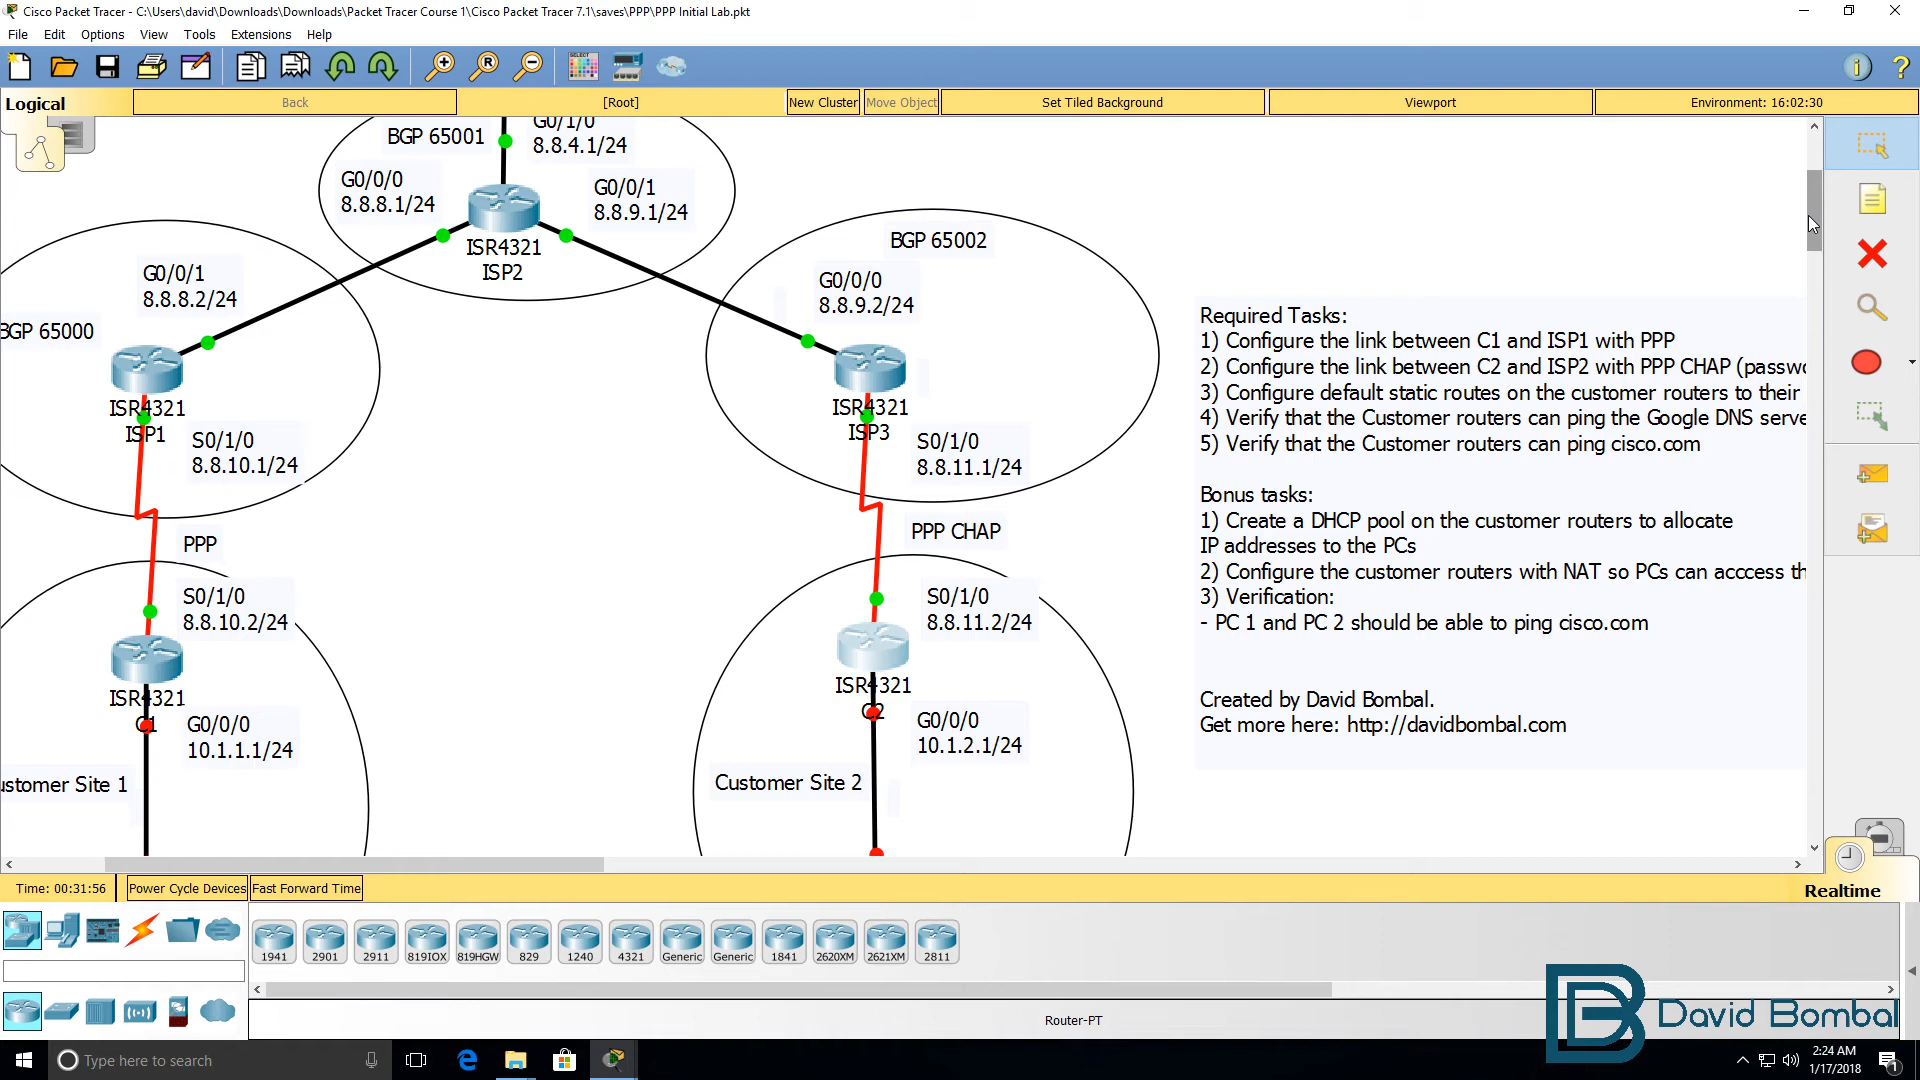 Cisco Packet Tracer - C:\Users\david\Downloads\Downloads\Packet Tracer Course 1\Cisco Packet Tracer 7.1\saves\PPP\PPP Initial Lab.pkt
File Edit Options View Tools Extensions Help
Logical Back [Root] New Cluster Move Object Set Tiled Background Viewport Environment: 16:02:30
BGP 65001
G0/1/0
8.8.4.1/24
G0/0/0
8.8.8.1/24
G0/0/1
8.8.9.1/24
ISR4321
ISP2
BGP 65002
G0/0/1
8.8.8.2/24
G0/0/0
8.8.9.2/24
BGP 65000
ISR4321
ISP1
S0/1/0
8.8.10.1/24
ISR4321
ISP3
S0/1/0
8.8.11.1/24
PPP
PPP CHAP
S0/1/0
8.8.10.2/24
S0/1/0
8.8.11.2/24
ISR4321
C1
G0/0/0
10.1.1.1/24
ISR4321
C2
G0/0/0
10.1.2.1/24
ustomer Site 1
Customer Site 2
Required Tasks:
1) Configure the link between C1 and ISP1 with PPP
2) Configure the link between C2 and ISP2 with PPP CHAP (passwo
3) Configure default static routes on the customer routers to their
4) Verify that the Customer routers can ping the Google DNS serve
5) Verify that the Customer routers can ping cisco.com
Bonus tasks:
1) Create a DHCP pool on the customer routers to allocate
IP addresses to the PCs
2) Configure the customer routers with NAT so PCs can acccess th
3) Verification:
- PC 1 and PC 2 should be able to ping cisco.com
Created by David Bombal.
Get more here: http://davidbombal.com
Time: 00:31:56 Power Cycle Devices Fast Forward Time Realtime
1941 2901 2911 819IOX 819HGW 829 1240 4321 Generic Generic 1841 2620XM 2621XM 2811
Router-PT
David Bombal
Type here to search
2:24 AM
1/17/2018
1